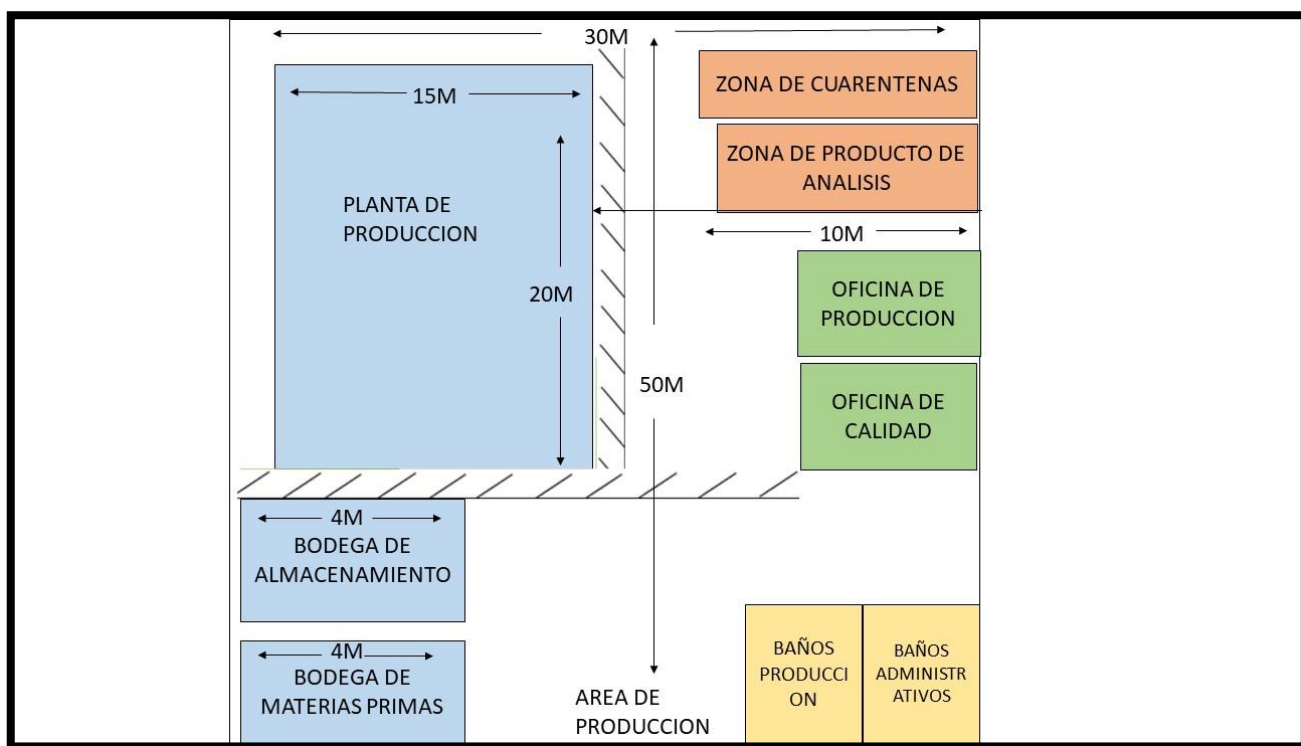 30M
15M
PLANTA DE
PRODUCCION
20M
50M
ZONA DE CUARENTENAS
ZONA DE PRODUCTO DE
ANALISIS
10M
OFICINA DE
PRODUCCION
OFICINA DE
CALIDAD
4M
BODEGA DE
ALMACENAMIENTO
4M
BODEGA DE
MATERIAS PRIMAS
AREA DE
PRODUCCION
BAÑOS
PRODUCCI
ON
BAÑOS
ADMINISTR
ATIVOS